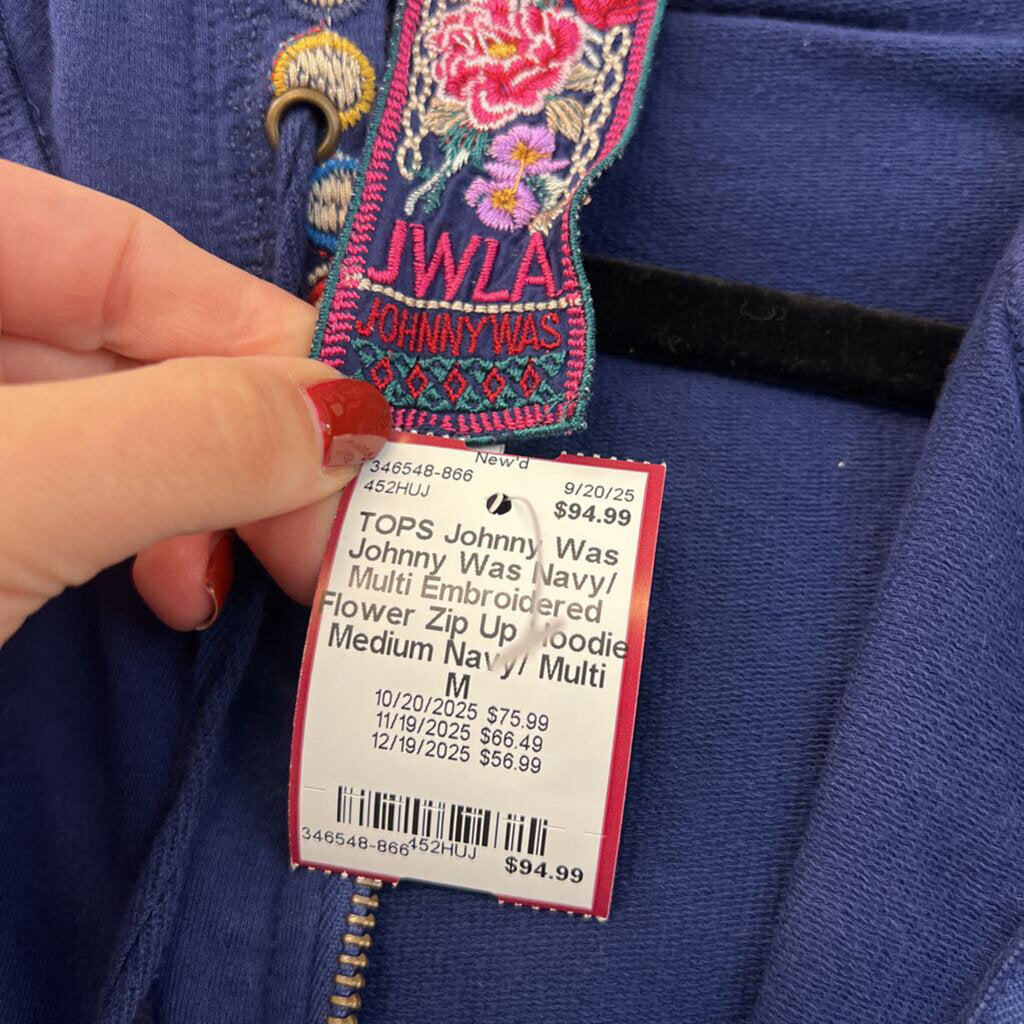 JWLA
JOHNNY WAS
New'd
346548-866
9/20/25
452HUJ
$94.99
TOPS Johnny Was
Johnny Was Navy/
Multi Embroidered
Flower Zip Up Hoodie
Medium Navy/ Multi
M
10/20/2025 $75.99
11/19/2025 $66.49
12/19/2025 $56.99
346548-866 452HUJ
$94.99